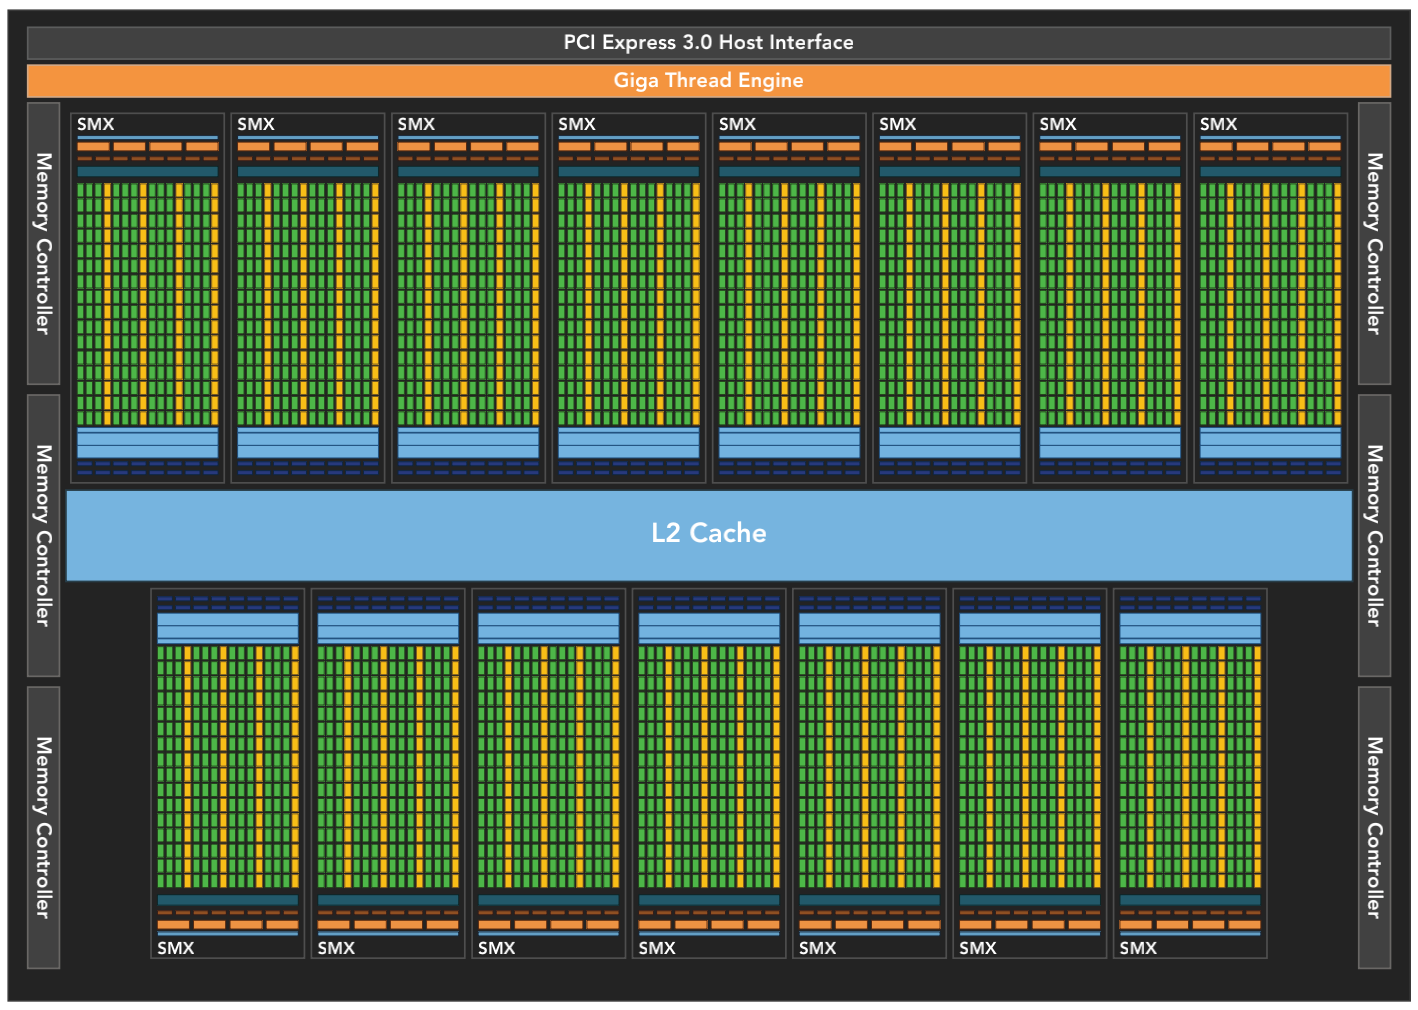 PCI Express 3.0 Host Interface
Giga Thread Engine
SMX SMX SMX SMX SMX SMX SMX SMX
Memory Controller
Memory Controller
Memory Controller
Memory Controller
Memory Controller
Memory Controller
L2 Cache
SMX SMX SMX SMX SMX SMX SMX